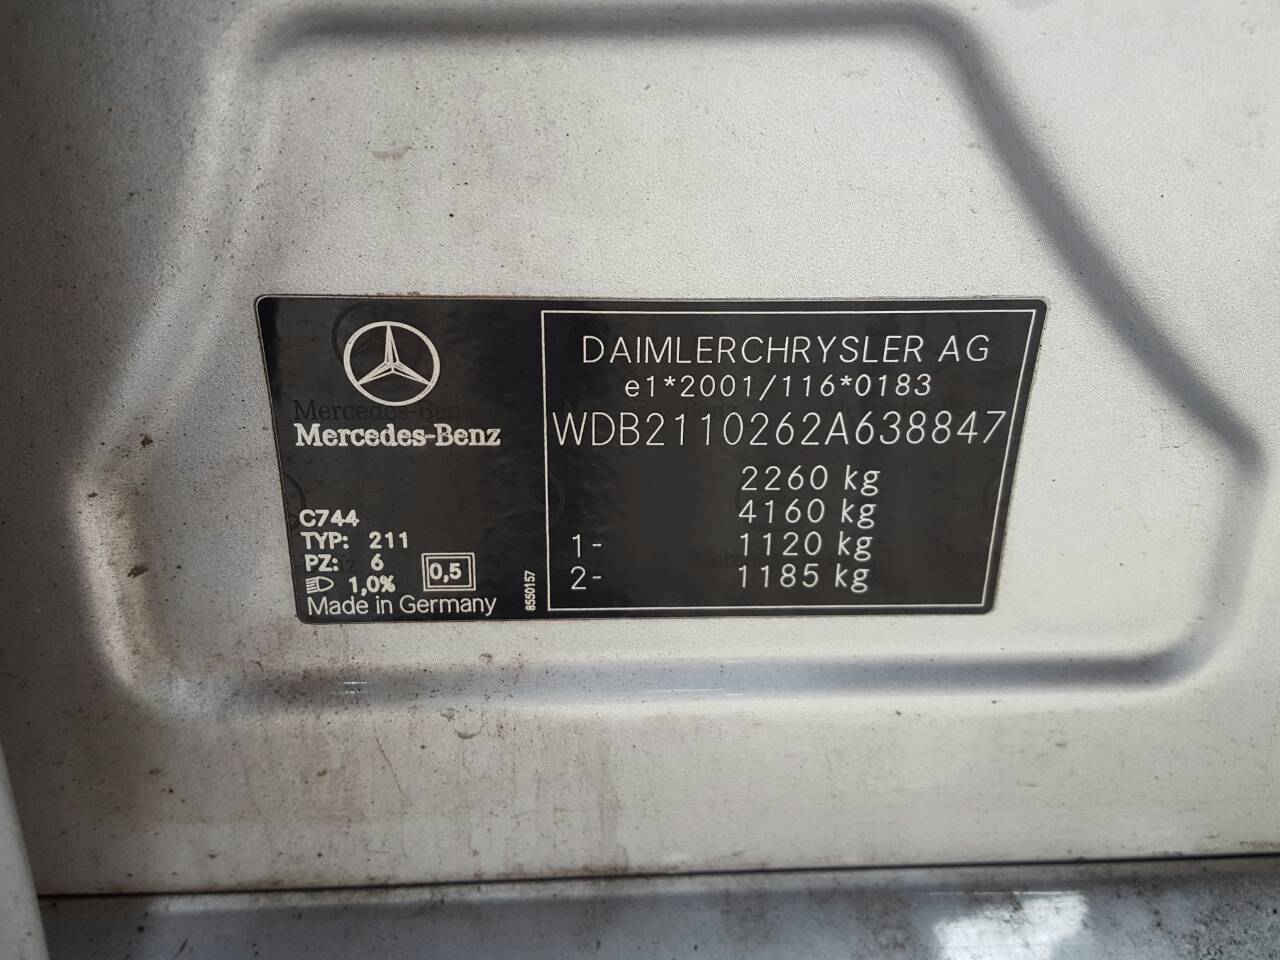 Mercedes-Benz
C744
TYP: 211
PZ: 6
1,0%
0,5
Made in Germany
8550157
DAIMLERCHRYSLER AG
e1*2001/116*0183
WDB2110262A638847
2260 kg
4160 kg
1- 1120 kg
2- 1185 kg